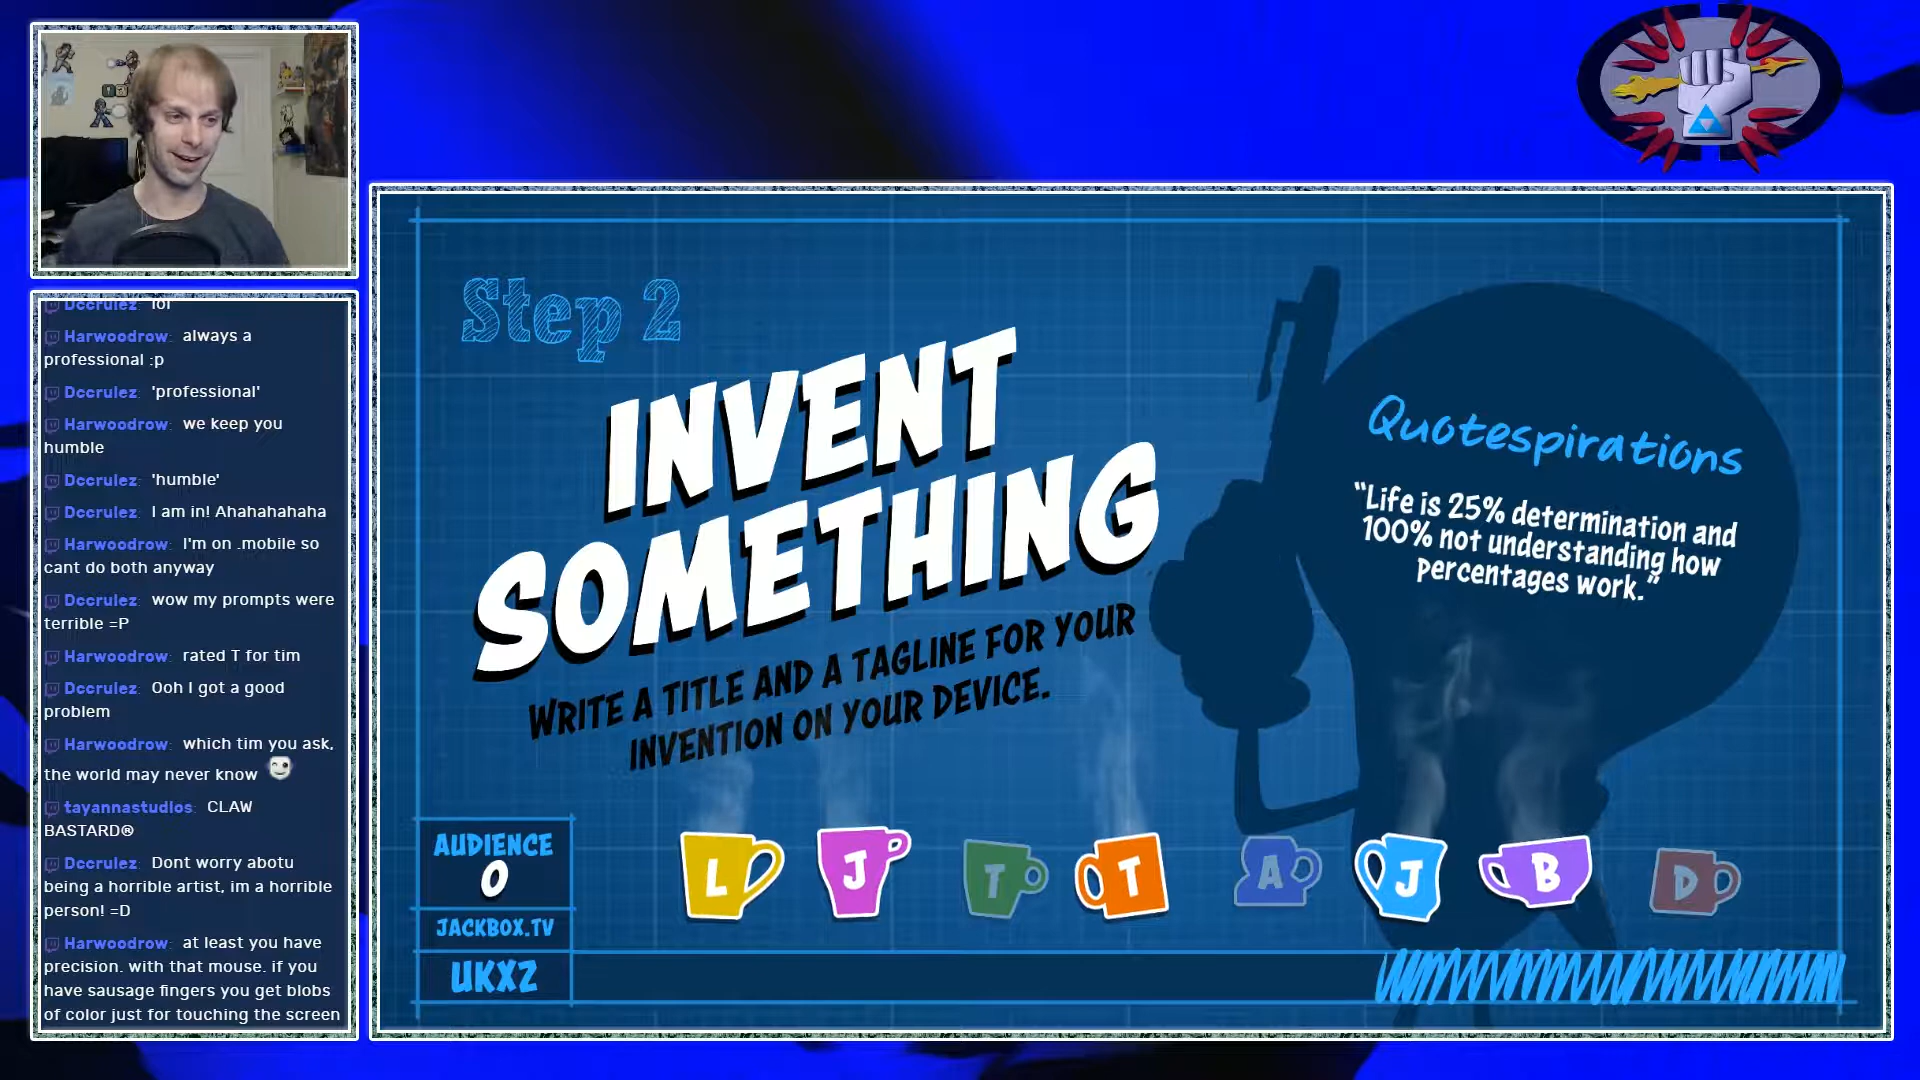 Dccrulez: lol
Harwoodrow: always a
professional :p
Dccrulez: 'professional'
Harwoodrow: we keep you
humble
Dccrulez: 'humble'
Dccrulez: I am in! Ahahahahaha
Harwoodrow: I'm on .mobile so
cant do both anyway
Dccrulez: wow my prompts were
terrible =P
Harwoodrow: rated T for tim
Dccrulez: Ooh I got a good
problem
Harwoodrow: which tim you ask,
the world may never know
tayannastudios: CLAW
BASTARD®
Dccrulez: Dont worry abotu
being a horrible artist, im a horrible
person! =D
Harwoodrow: at least you have
precision. with that mouse. if you
have sausage fingers you get blobs
of color just for touching the screen
Step 2
INVENT
SOMETHING
WRITE A TITLE AND A TAGLINE FOR YOUR
INVENTION ON YOUR DEVICE.
Quotespirations
“Life is 25% determination and
100% not understanding how
percentages work.”
AUDIENCE
0
JACKBOX.TV
UKXZ
L J T T A J B D